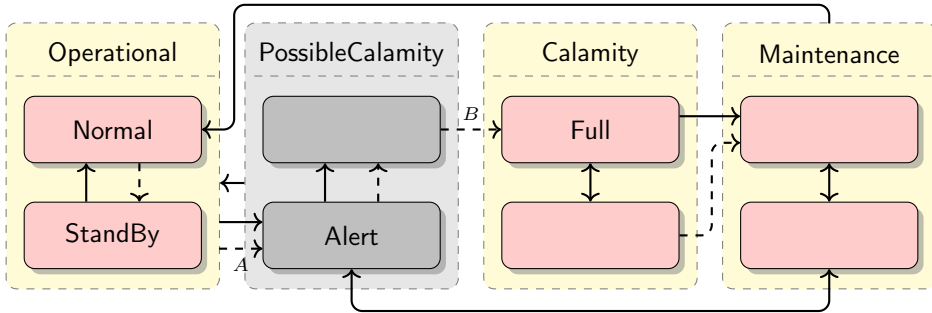 Operational
PossibleCalamity
Calamity
Maintenance
Normal
B
Full
StandBy
A
Alert